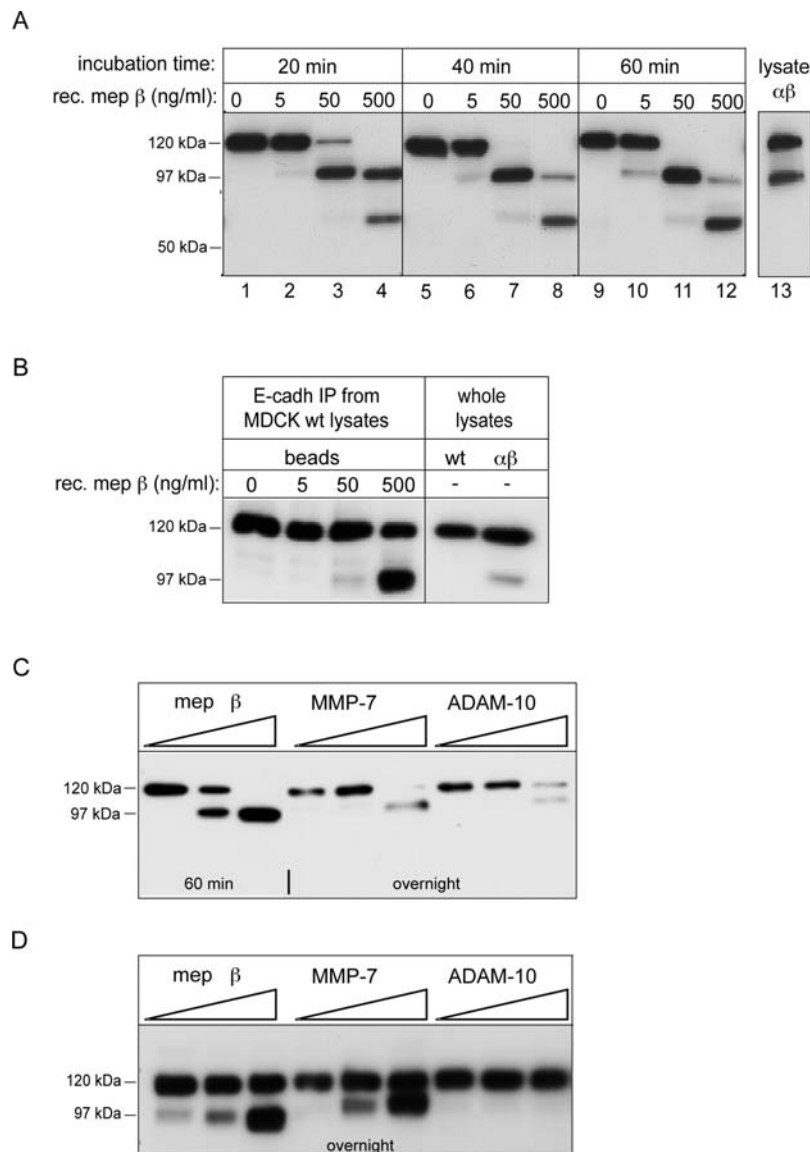 A
incubation time: 20 min 40 min 60 min lysate
rec. mep β (ng/ml): 0 5 50 500 0 5 50 500 0 5 50 500 αβ
120 kDa
97 kDa
50 kDa
1 2 3 4 5 6 7 8 9 10 11 12 13
B
E-cadh IP from whole
MDCK wt lysates lysates
beads wt αβ
rec. mep β (ng/ml): 0 5 50 500 - -
120 kDa
97 kDa
C
mep β MMP-7 ADAM-10
120 kDa
97 kDa
60 min overnight
D
mep β MMP-7 ADAM-10
120 kDa
97 kDa
overnight